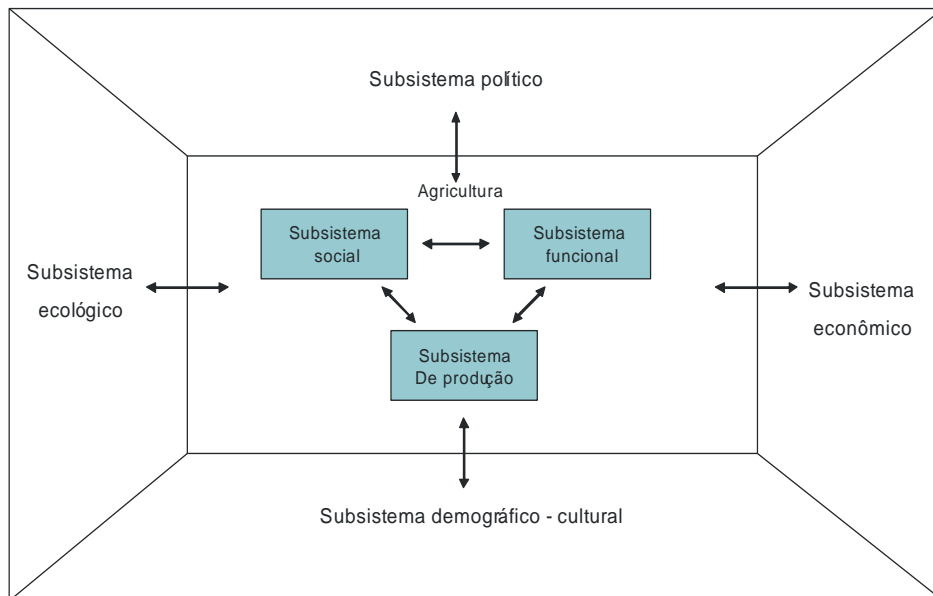 Subsistema político
Agricultura
Subsistema
social
Subsistema
funcional
Subsistema
ecológico
Subsistema
econômico
Subsistema
De produção
Subsistema demográfico - cultural